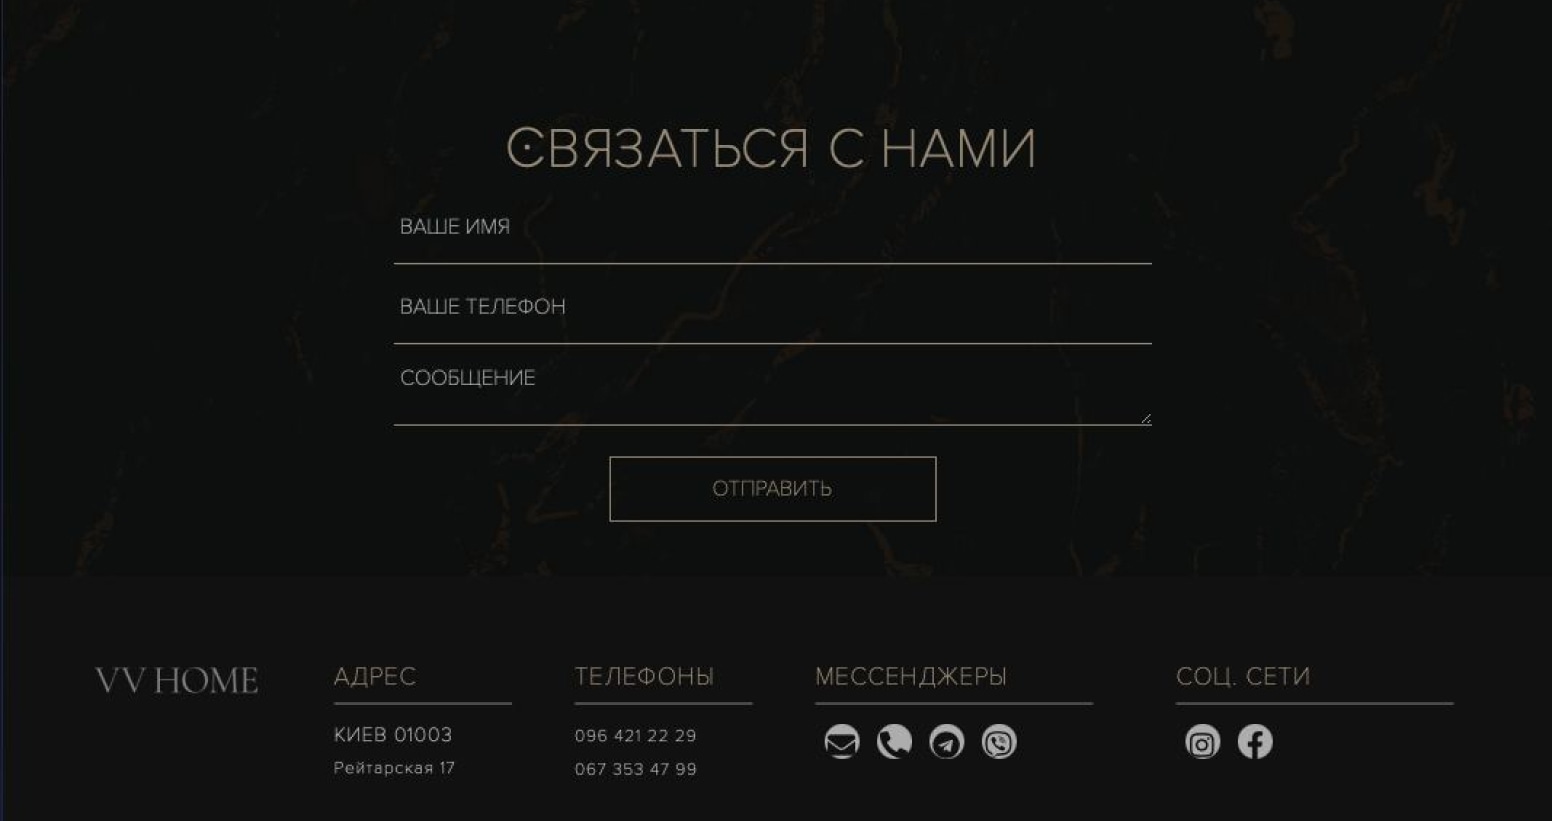 СВЯЗАТЬСЯ С НАМИ
ВАШЕ ИМЯ
ВАШЕ ТЕЛЕФОН
СООБЩЕНИЕ
ОТПРАВИТЬ
VV HOME
АДРЕС
КИЕВ 01003
Рейтарская 17
ТЕЛЕФОНЫ
096 421 22 29
067 353 47 99
МЕССЕНДЖЕРЫ
СОЦ. СЕТИ